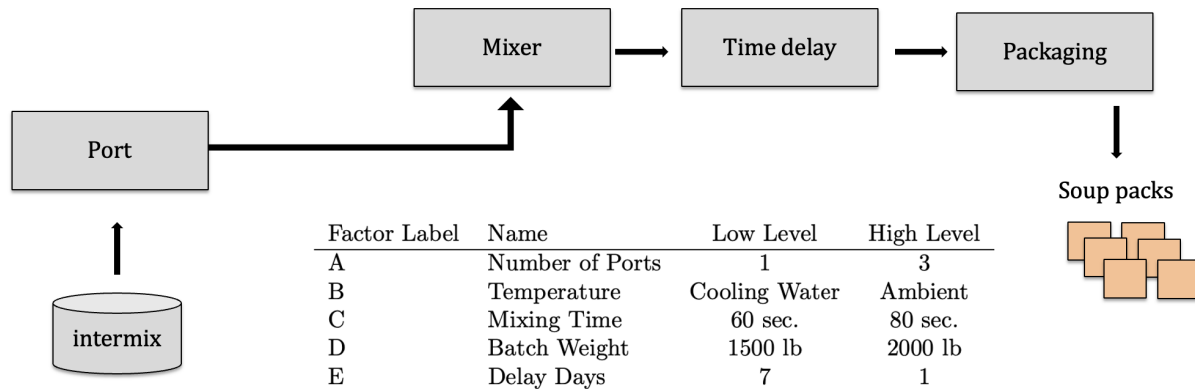 Mixer
Time delay
Packaging
Port
Soup packs
intermix
Factor Label Name Low Level High Level
A Number of Ports 1 3
B Temperature Cooling Water Ambient
C Mixing Time 60 sec. 80 sec.
D Batch Weight 1500 lb 2000 lb
E Delay Days 7 1